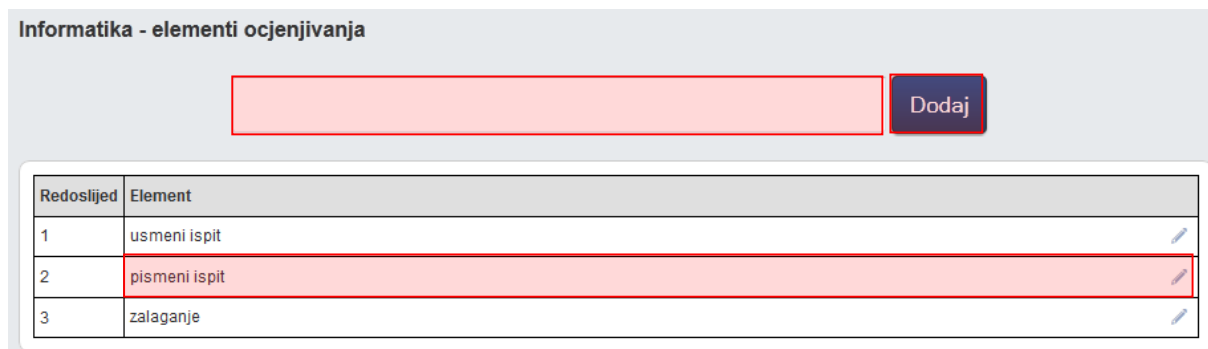 Informatika - elementi ocjenjivanja
Dodaj
Redoslijed Element
1 usmeni ispit
2 pismeni ispit
3 zalaganje